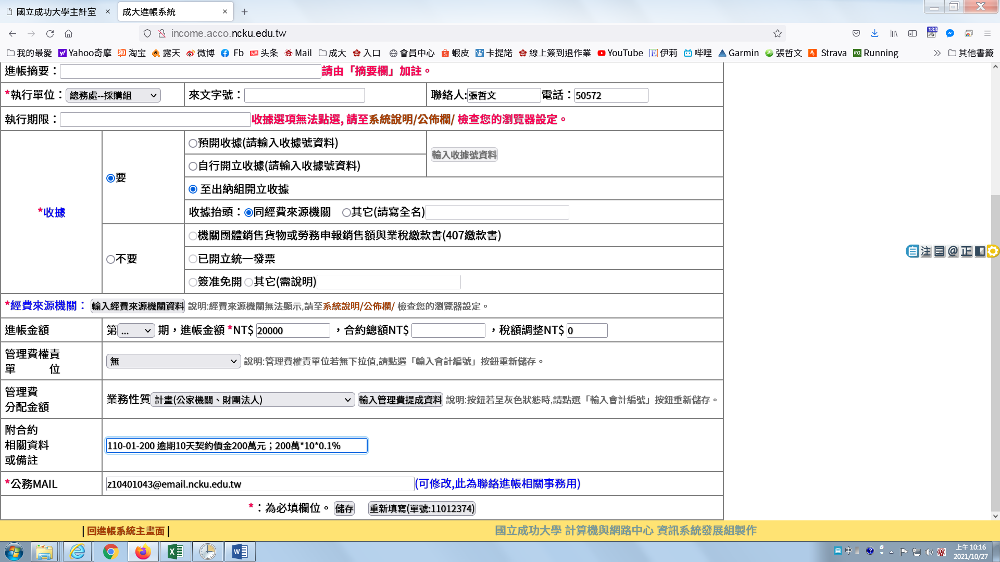 國立成功大學主計室
成大進帳系統
income.acco.ncku.edu.tw
133
我的最愛 Yahoo奇摩 淘宝 露天 微博 Fb 头条 Mail 成大 入口 會員中心 蝦皮 卡提諾 線上簽到退作業 YouTube 伊莉 哔哩 Garmin 張哲文 Strava Running 其他書籤
進帳摘要： 請由「摘要欄」加註。
*執行單位： 總務處--採購組 來文字號： 聯絡人:張哲文 電話：50572
執行期限： 收據選項無法點選, 請至系統說明/公佈欄/ 檢查您的瀏覽器設定。
*收據
要
預開收據(請輸入收據號資料)
輸入收據號資料
自行開立收據(請輸入收據號資料)
至出納組開立收據
收據抬頭：同經費來源機關 其它(請寫全名)
不要
機關團體銷售貨物或勞務申報銷售額與業稅繳款書(407繳款書)
已開立統一發票
簽准免開 其它(需說明)
*經費來源機關： 輸入經費來源機關資料 說明:經費來源機關無法顯示,請至系統說明/公佈欄/ 檢查您的瀏覽器設定。
進帳金額 第 ... 期，進帳金額 *NT$ 20000 ，合約總額NT$ ，稅額調整NT$ 0
管理費權責
單 位
無 說明:管理費權責單位若無下拉值,請點選「輸入會計編號」按鈕重新儲存。
管理費
分配金額
業務性質 計畫(公家機關、財團法人) 輸入管理費提成資料 說明:按鈕若呈灰色狀態時,請點選「輸入會計編號」按鈕重新儲存。
附合約
相關資料
或備註
110-01-200 逾期10天契約價金200萬元；200萬*10*0.1%
*公務MAIL z10401043@email.ncku.edu.tw (可修改,此為聯絡進帳相關事務用)
*：為必填欄位。 儲存 重新填寫(單號:11012374)
| 回進帳系統主畫面 |
國立成功大學 計算機與網路中心 資訊系統發展組製作
注 @ 正
中
上午 10:16
2021/10/27